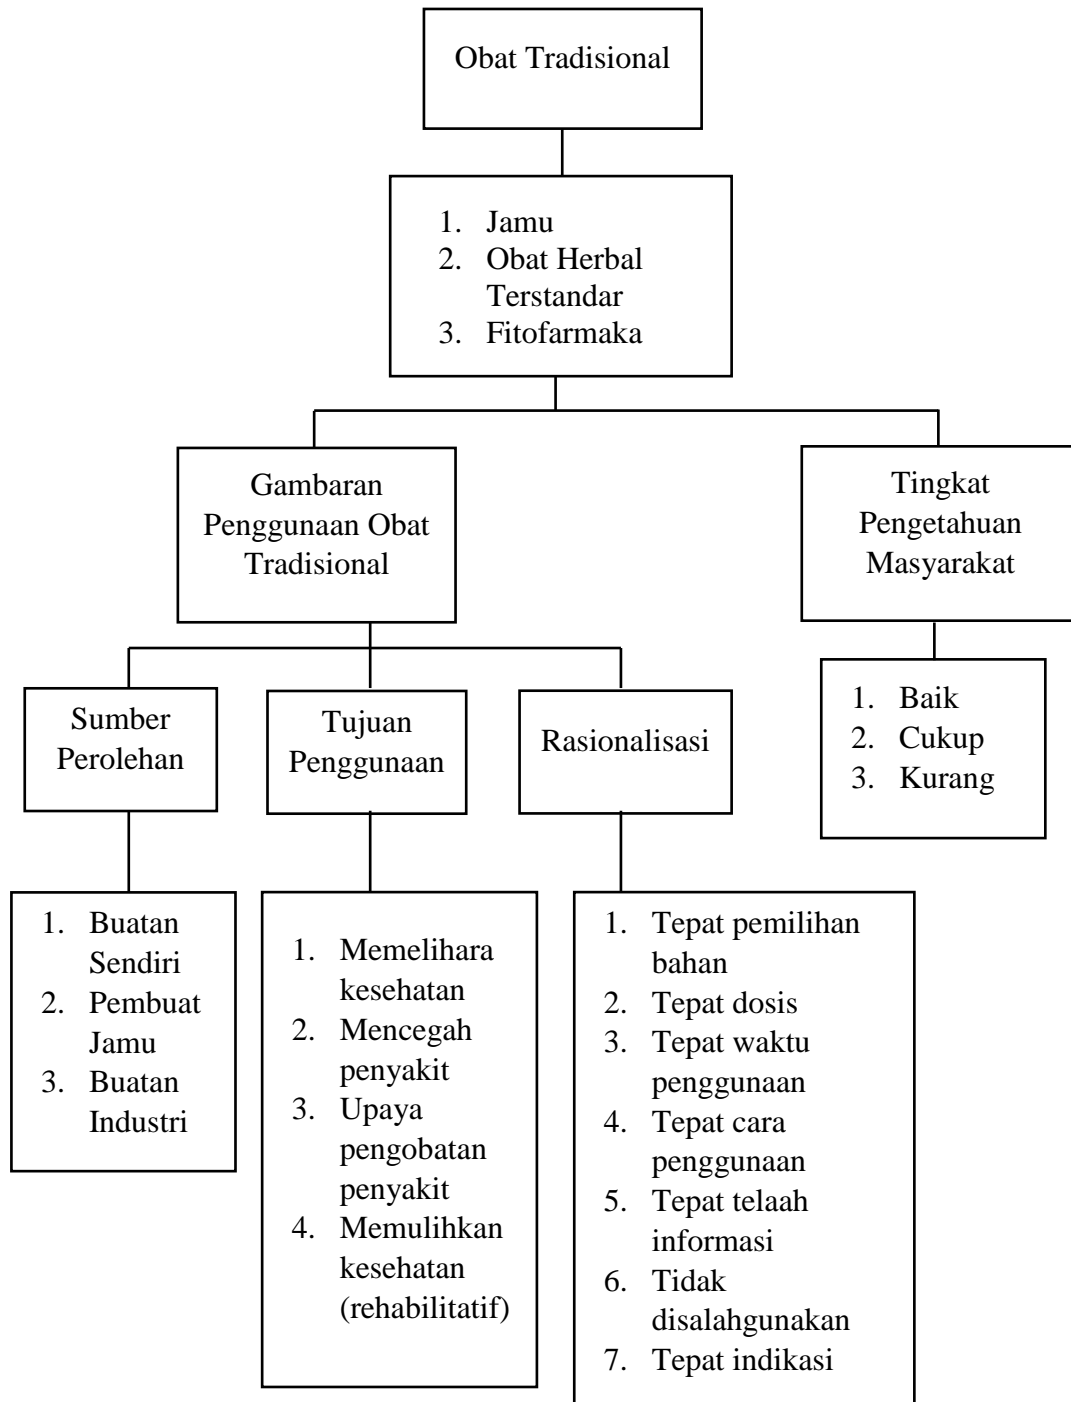 Obat Tradisional
1. Jamu
2. Obat Herbal
Terstandar
3. Fitofarmaka
Gambaran
Penggunaan Obat
Tradisional
Tingkat
Pengetahuan
Masyarakat
Sumber
Perolehan
Tujuan
Penggunaan
Rasionalisasi
1. Baik
2. Cukup
3. Kurang
1. Buatan
Sendiri
2. Pembuat
Jamu
3. Buatan
Industri
1. Memelihara
kesehatan
2. Mencegah
penyakit
3. Upaya
pengobatan
penyakit
4. Memulihkan
kesehatan
(rehabilitatif)
1. Tepat pemilihan
bahan
2. Tepat dosis
3. Tepat waktu
penggunaan
4. Tepat cara
penggunaan
5. Tepat telaah
informasi
6. Tidak
disalahgunakan
7. Tepat indikasi